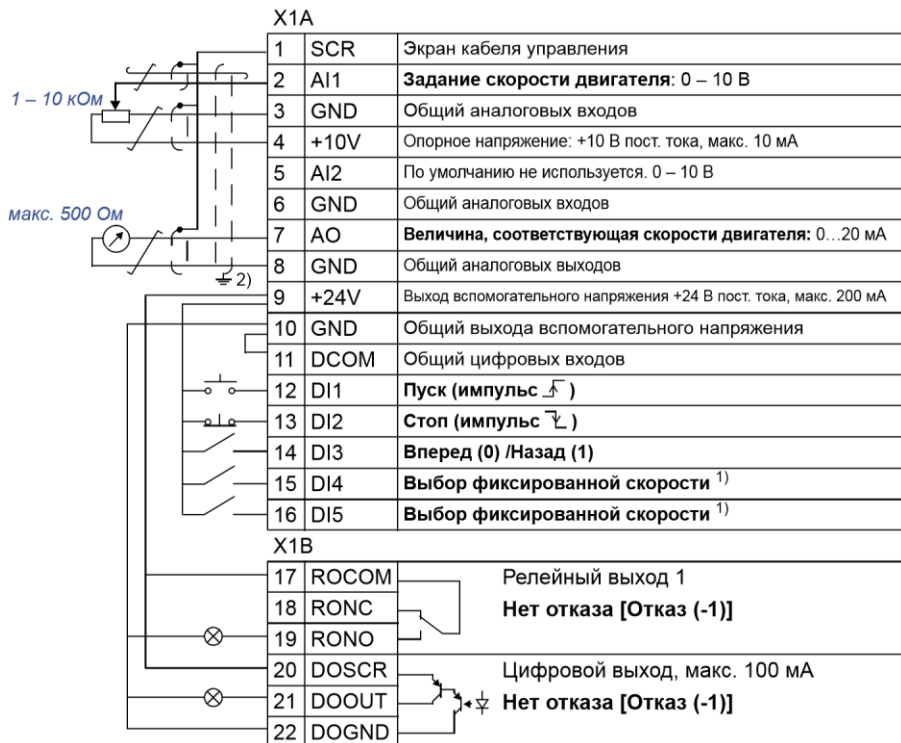 X1A
1 SCR Экран кабеля управления
2 AI1 Задание скорости двигателя: 0 – 10 В
1 – 10 кОм
3 GND Общий аналоговых входов
4 +10V Опорное напряжение: +10 В пост. тока, макс. 10 мА
5 AI2 По умолчанию не используется. 0 – 10 В
6 GND Общий аналоговых входов
макс. 500 Ом
7 AO Величина, соответствующая скорости двигателя: 0…20 мА
8 GND Общий аналоговых выходов
2)
9 +24V Выход вспомогательного напряжения +24 В пост. тока, макс. 200 мА
10 GND Общий выхода вспомогательного напряжения
11 DCOM Общий цифровых входов
12 DI1 Пуск (импульс )
13 DI2 Стоп (импульс )
14 DI3 Вперед (0) /Назад (1)
15 DI4 Выбор фиксированной скорости 1)
16 DI5 Выбор фиксированной скорости 1)
X1B
17 ROCOM Релейный выход 1
18 RONC Нет отказа [Отказ (-1)]
19 RONO
20 DOSCR Цифровой выход, макс. 100 мА
21 DOOUT Нет отказа [Отказ (-1)]
22 DOGND